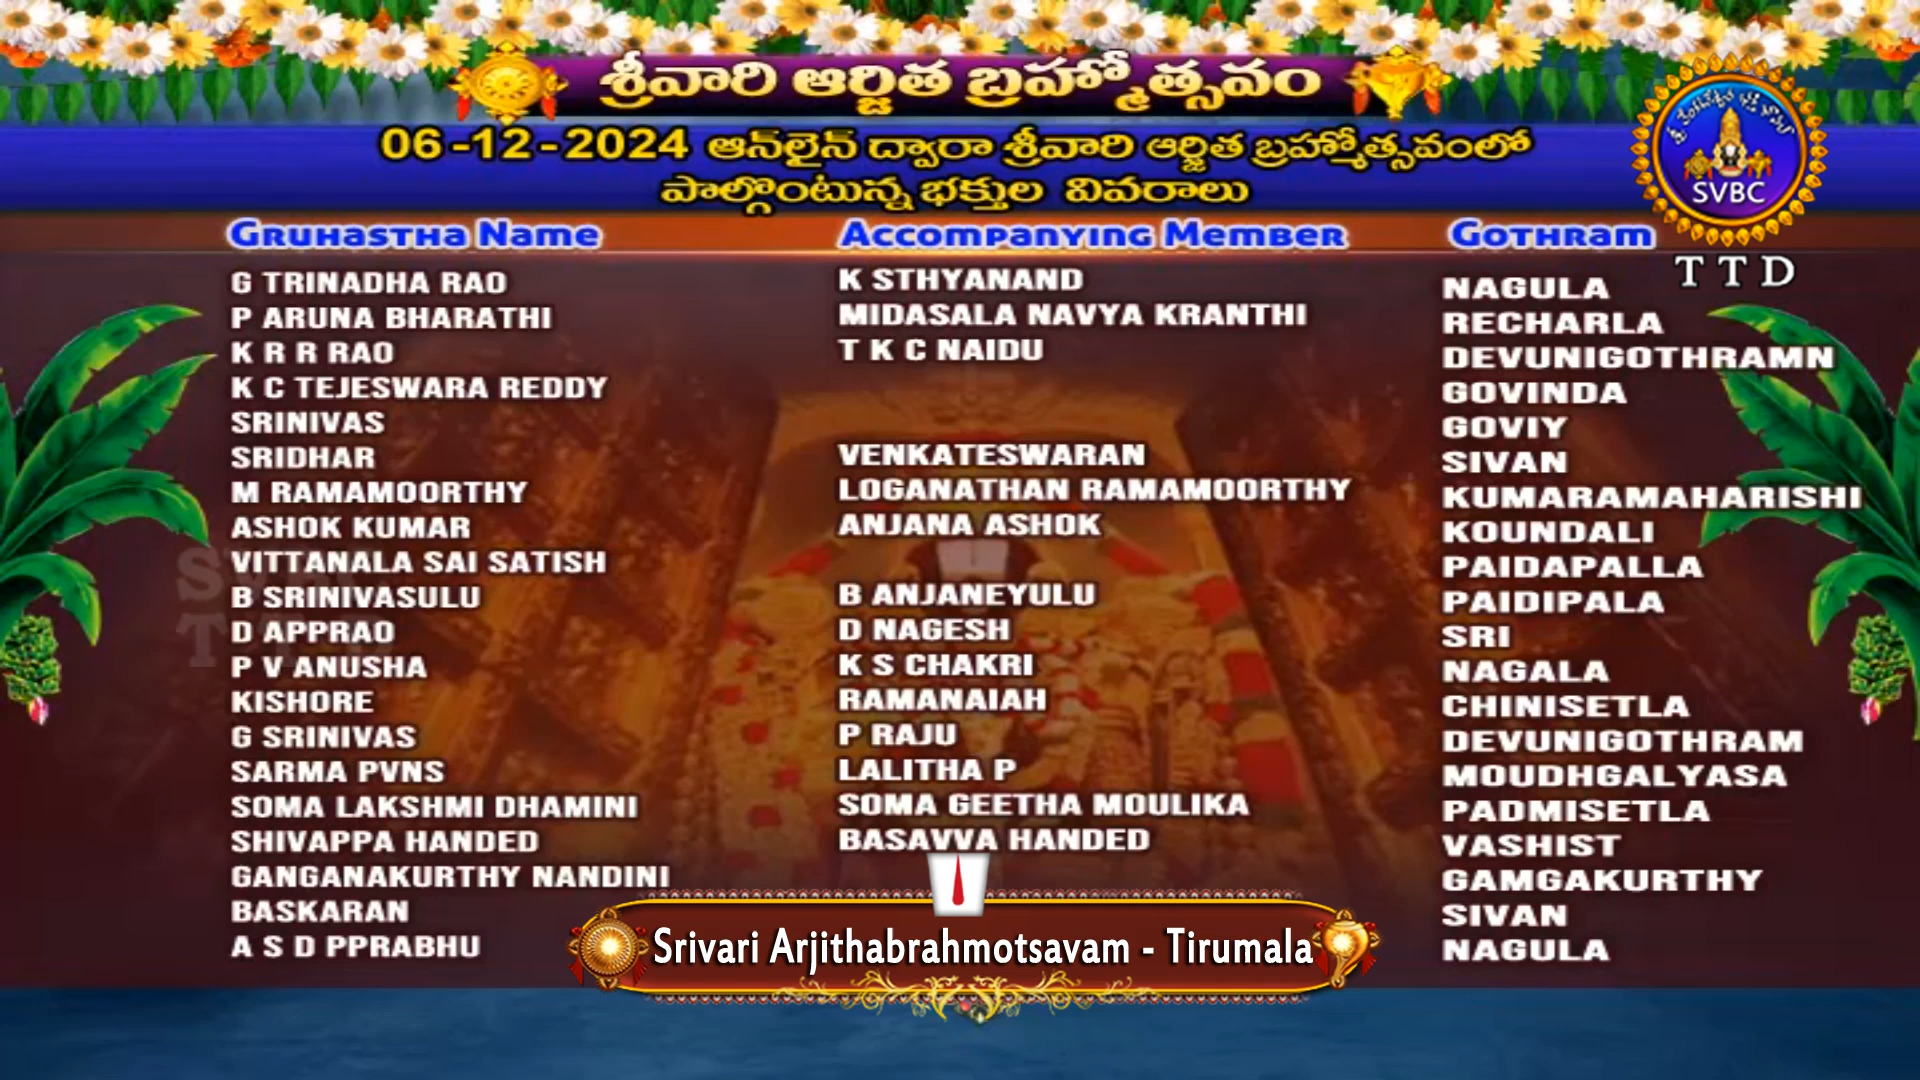 శ్రీవారి ఆర్జిత బ్రహ్మోత్సవం
06-12-2024 ఆన్‌లైన్ ద్వారా శ్రీవారి ఆర్జిత బ్రహ్మోత్సవంలో
పాల్గొంటున్న భక్తుల వివరాలు
SVBC
TTD
Gruhastha Name Accompanying Member Gothram
G TRINADHA RAO K STHYANAND NAGULA
P ARUNA BHARATHI MIDASALA NAVYA KRANTHI RECHARLA
K R R RAO T K C NAIDU DEVUNIGOTHRAMN
K C TEJESWARA REDDY GOVINDA
SRINIVAS GOVIY
SRIDHAR VENKATESWARAN SIVAN
M RAMAMOORTHY LOGANATHAN RAMAMOORTHY KUMARAMAHARISHI
ASHOK KUMAR ANJANA ASHOK KOUNDALI
VITTANALA SAI SATISH PAIDAPALLA
B SRINIVASULU B ANJANEYULU PAIDIPALA
D APPRAO D NAGESH SRI
P V ANUSHA K S CHAKRI NAGALA
KISHORE RAMANAIAH CHINISETLA
G SRINIVAS P RAJU DEVUNIGOTHRAM
SARMA PVNS LALITHA P MOUDHGALYASA
SOMA LAKSHMI DHAMINI SOMA GEETHA MOULIKA PADMISETLA
SHIVAPPA HANDED BASAVVA HANDED VASHIST
GANGANAKURTHY NANDINI GAMGAKURTHY
BASKARAN SIVAN
A S D PPRABHU NAGULA
Srivari Arjithabrahmotsavam - Tirumala